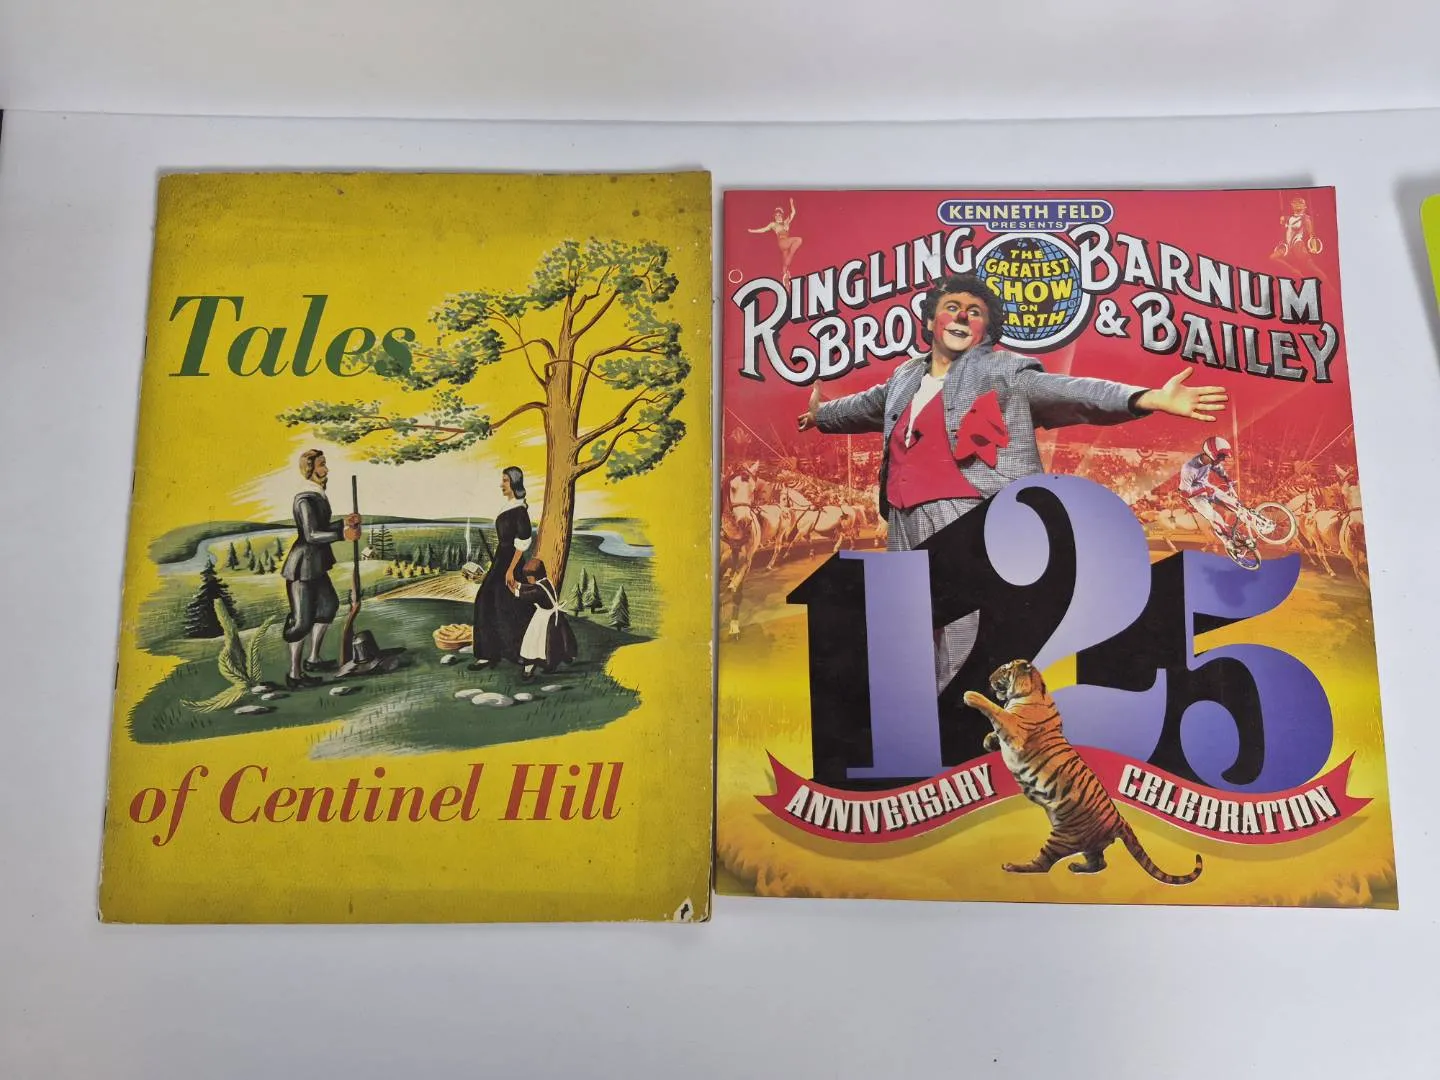 Tales
of Centinel Hill
KENNETH FELD
PRESENTS
RINGLING
BROS
THE
GREATEST
SHOW
ON
EARTH
BARNUM
& BAILEY
125
ANNIVERSARY
CELEBRATION